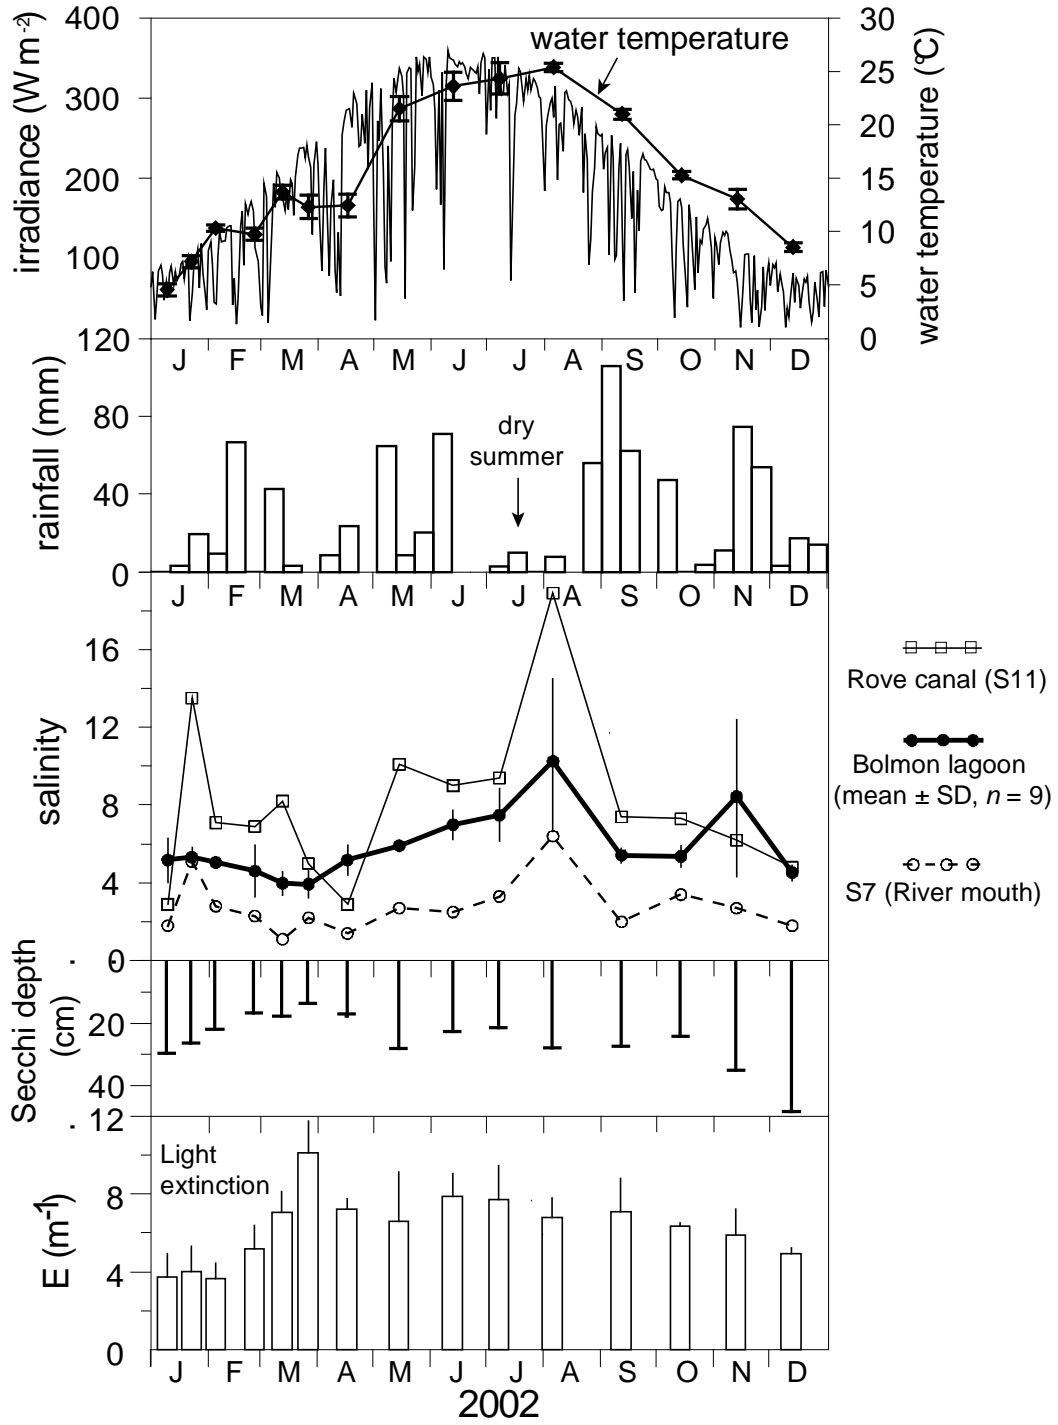 400
300
200
100
irradiance (W m-2)
water temperature
30
25
20
15
10
5
0
water temperature (°C)
J F M A M J J A S O N D
120
80
40
0
rainfall (mm)
dry
summer
J F M A M J J A S O N D
16
12
8
4
0
salinity
Rove canal (S11)
Bolmon lagoon
(mean ± SD, n = 9)
S7 (River mouth)
Secchi depth
(cm)
20
40
12
8
4
0
E (m-1)
Light
extinction
J F M A M J J A S O N D
2002